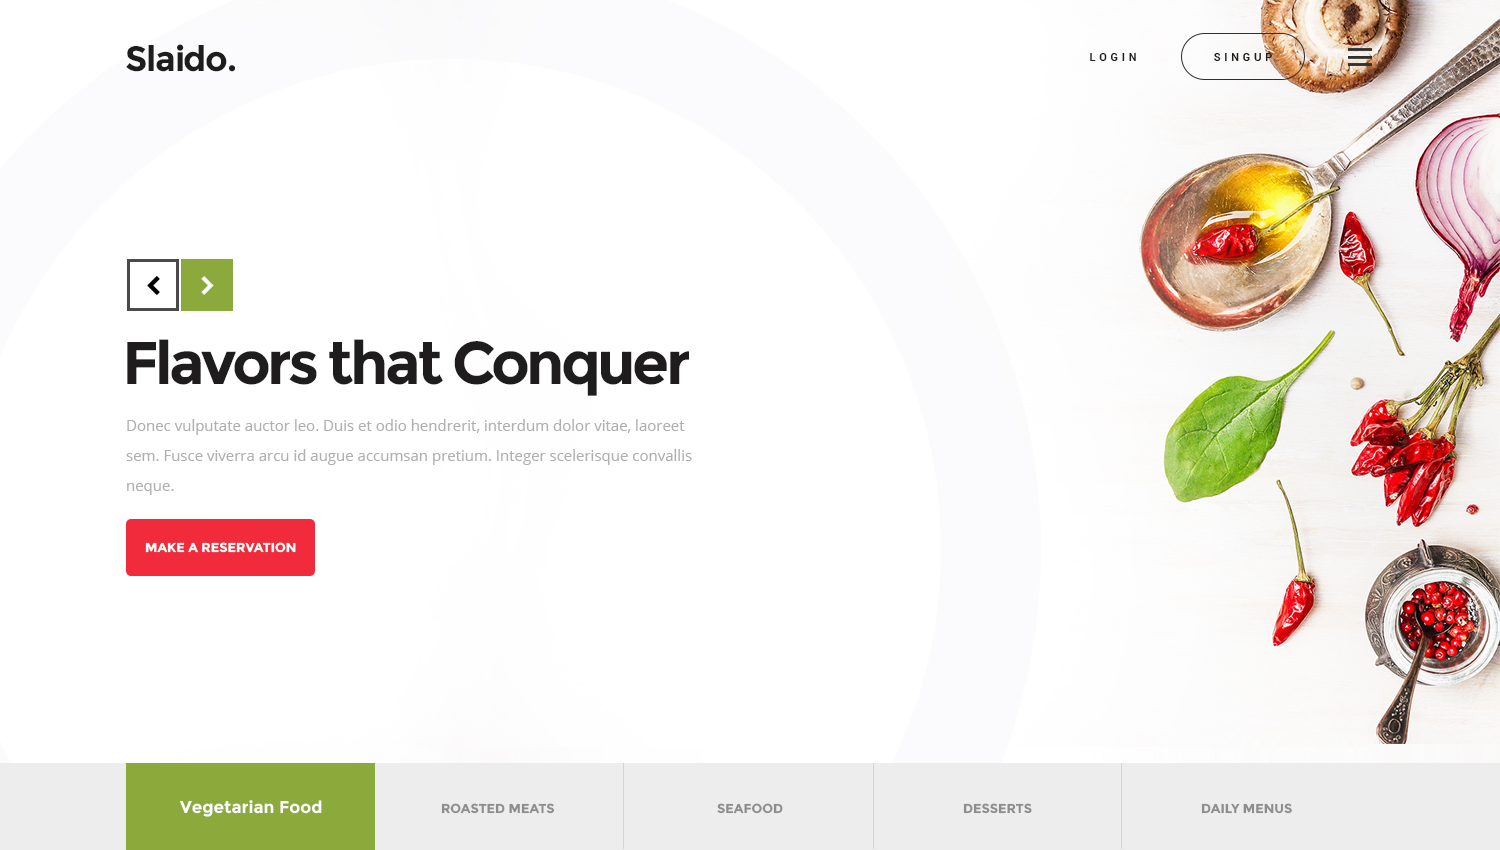 Slaido.
LOGIN
SINGUP
Flavors that Conquer
Donec vulputate auctor leo. Duis et odio hendrerit, interdum dolor vitae, laoreet
sem. Fusce viverra arcu id augue accumsan pretium. Integer scelerisque convallis
neque.
MAKE A RESERVATION
Vegetarian Food
ROASTED MEATS
SEAFOOD
DESSERTS
DAILY MENUS